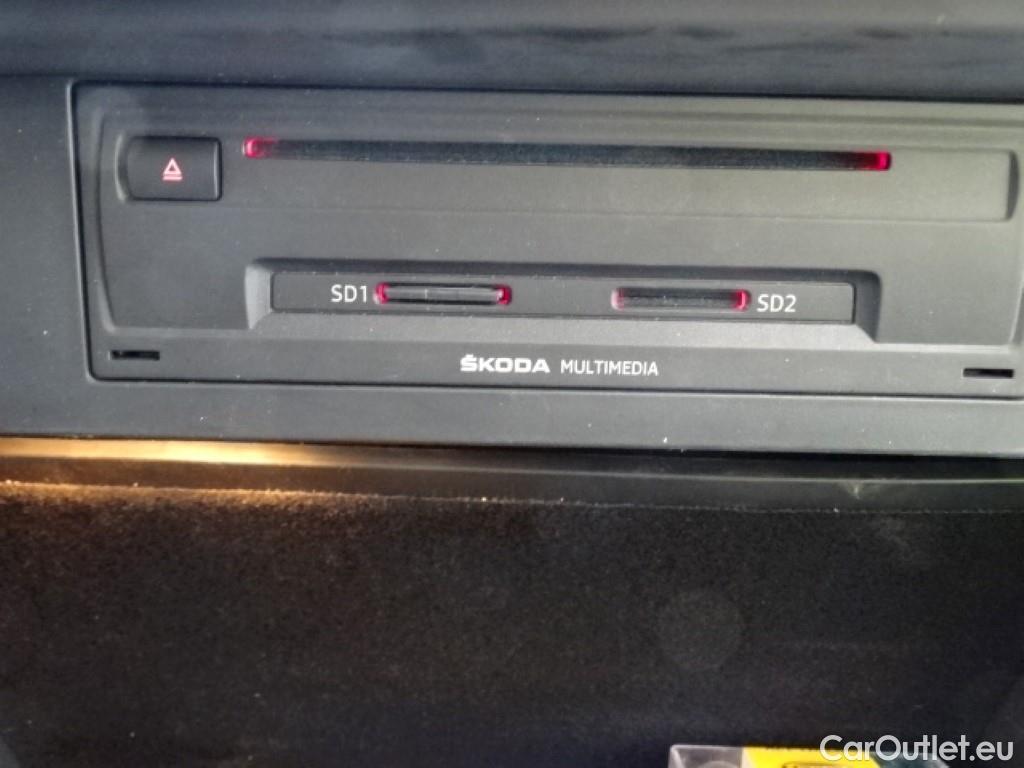 SD1 SD2
ŠKODA MULTIMEDIA
CarOutlet.eu